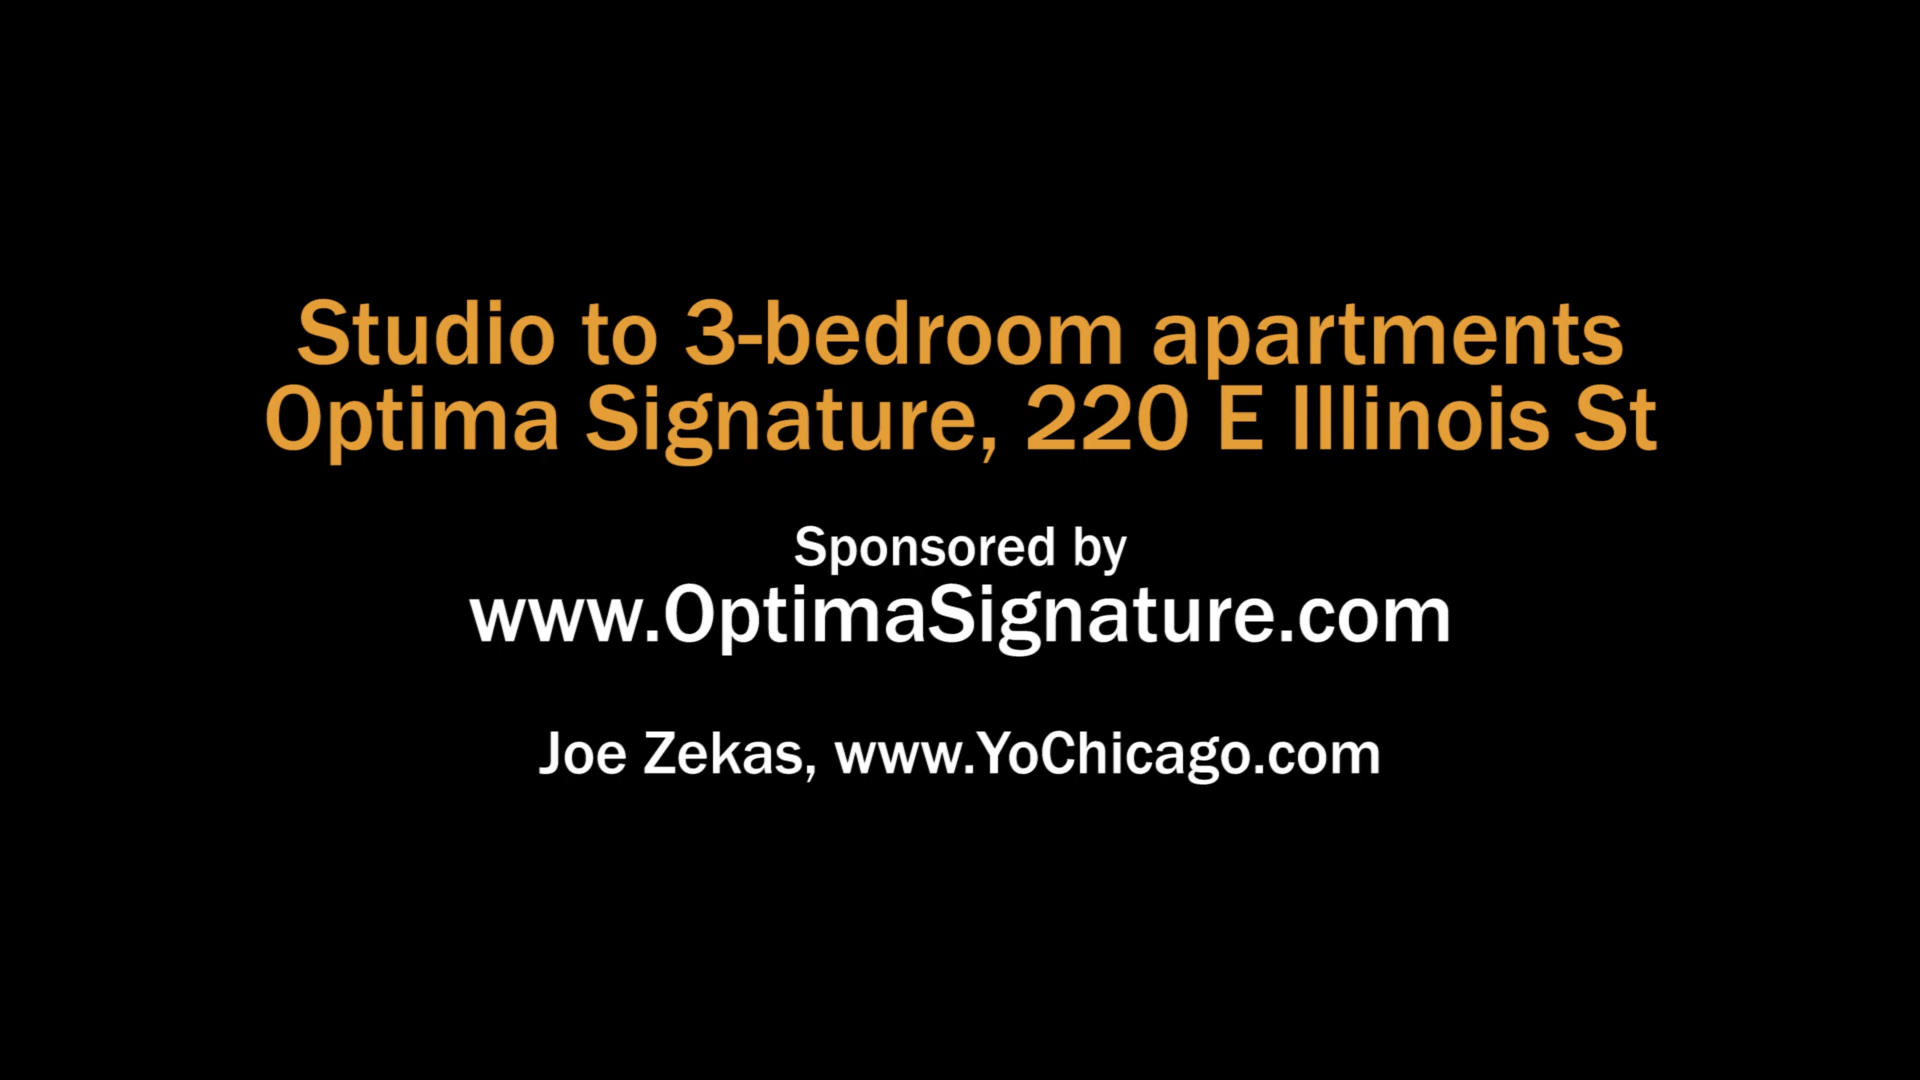 Studio to 3-bedroom apartments
Optima Signature, 220 E Illinois St
Sponsored by
www.OptimaSignature.com
Joe Zekas, www.YoChicago.com